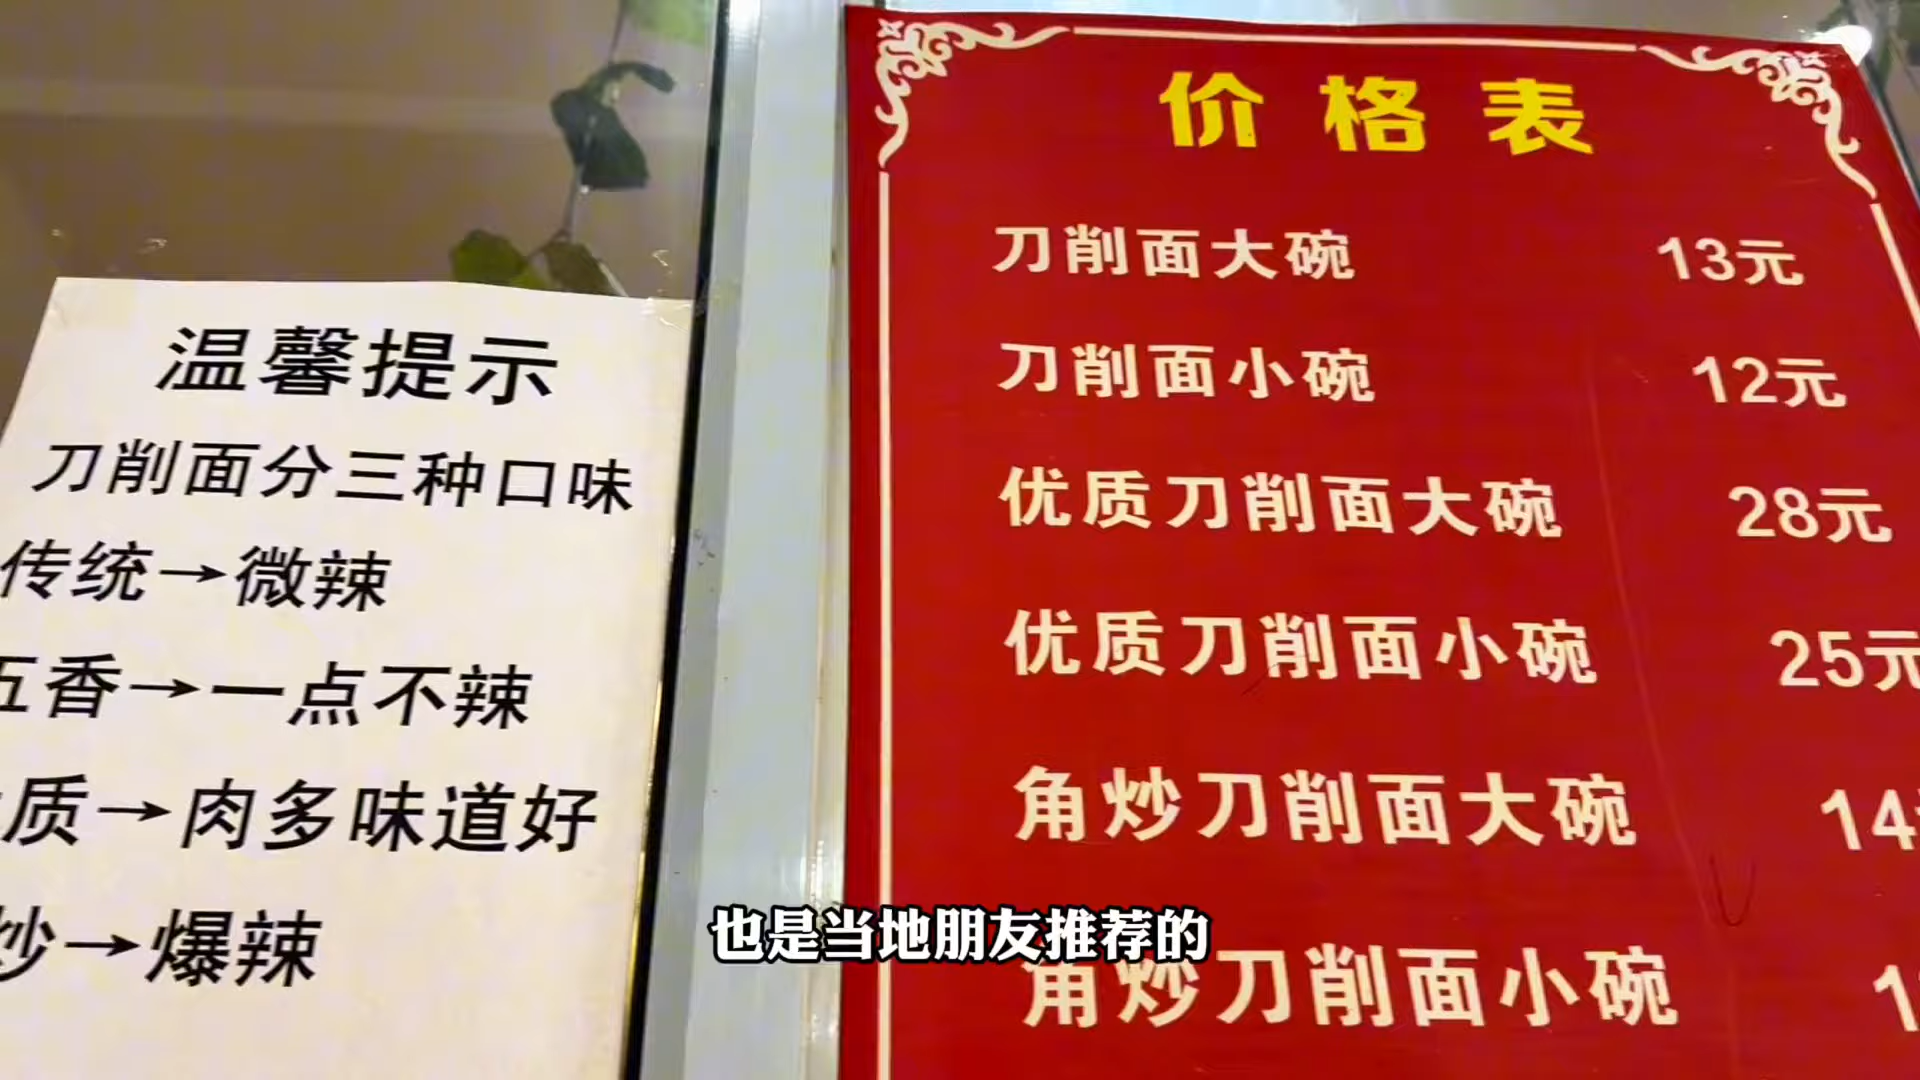 温馨提示
刀削面分三种口味
传统→微辣
五香→一点不辣
质→肉多味道好
炒→爆辣
价格表
刀削面大碗 13元
刀削面小碗 12元
优质刀削面大碗 28元
优质刀削面小碗 25元
角炒刀削面大碗 14
角炒刀削面小碗 1
也是当地朋友推荐的